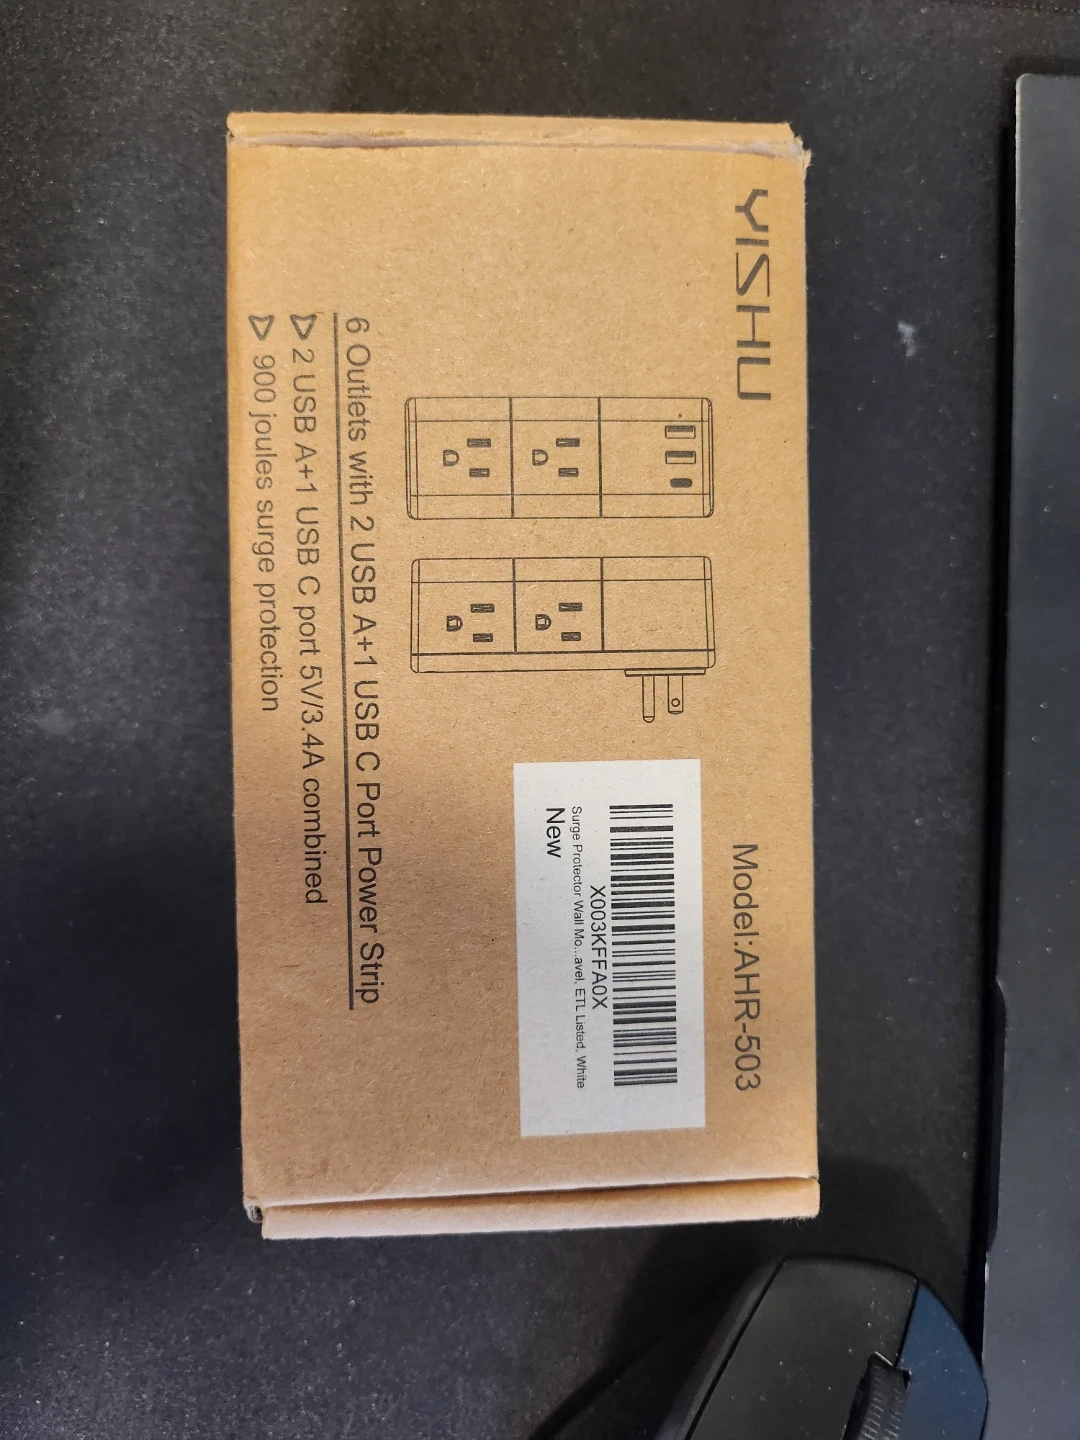 YISHU
Model:AHR-503
X003KFFA0X
Surge Protector Wall Mo...avel, ETL Listed, White
New
6 Outlets with 2 USB A+1 USB C Port Power Strip
2 USB A+1 USB C port 5V/3.4A combined
900 joules surge protection